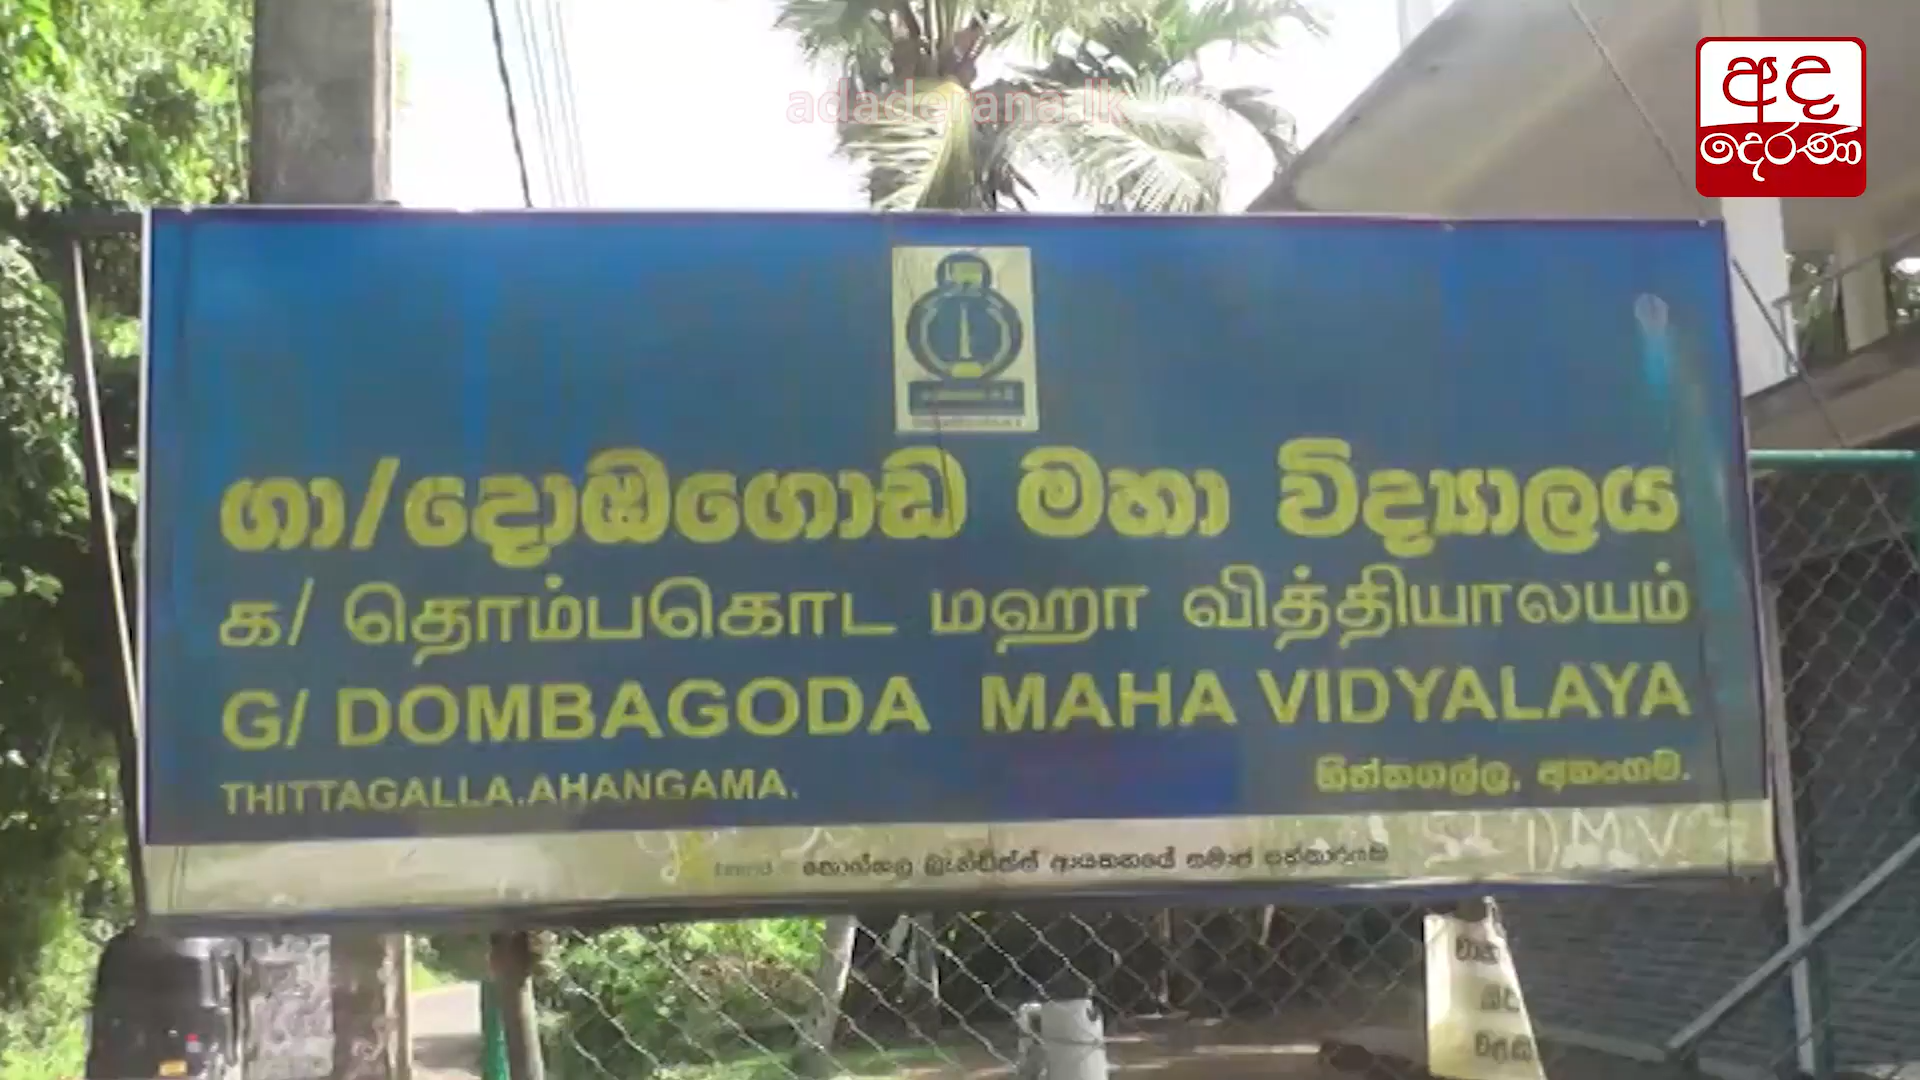 adaderana.lk
අද
දෙරණ
ගා/දොඹගොඩ මහා විද්‍යාලය
க/ தொம்பகொட மஹா வித்தியாலயம்
G/ DOMBAGODA MAHA VIDYALAYA
THITTAGALLA,AHANGAMA.
තිත්තගල්ල, අහංගම.